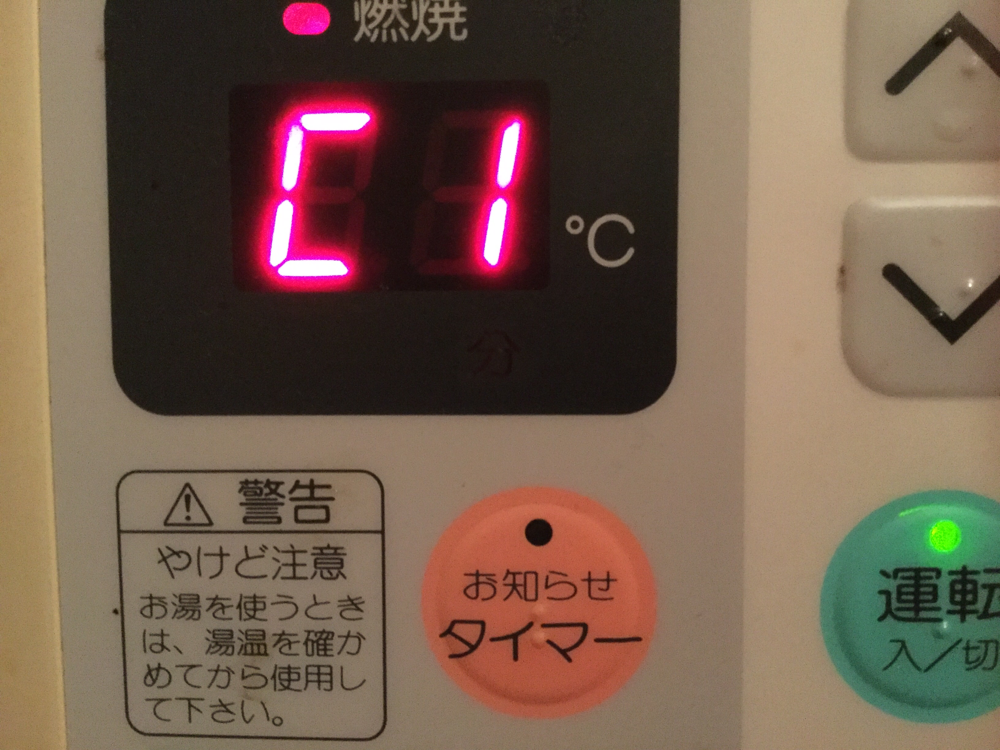 燃焼
C1
℃
分
⚠ 警告
やけど注意
お湯を使うとき
は、湯温を確か
めてから使用し
て下さい。
お知らせ
タイマー
運転
入／切